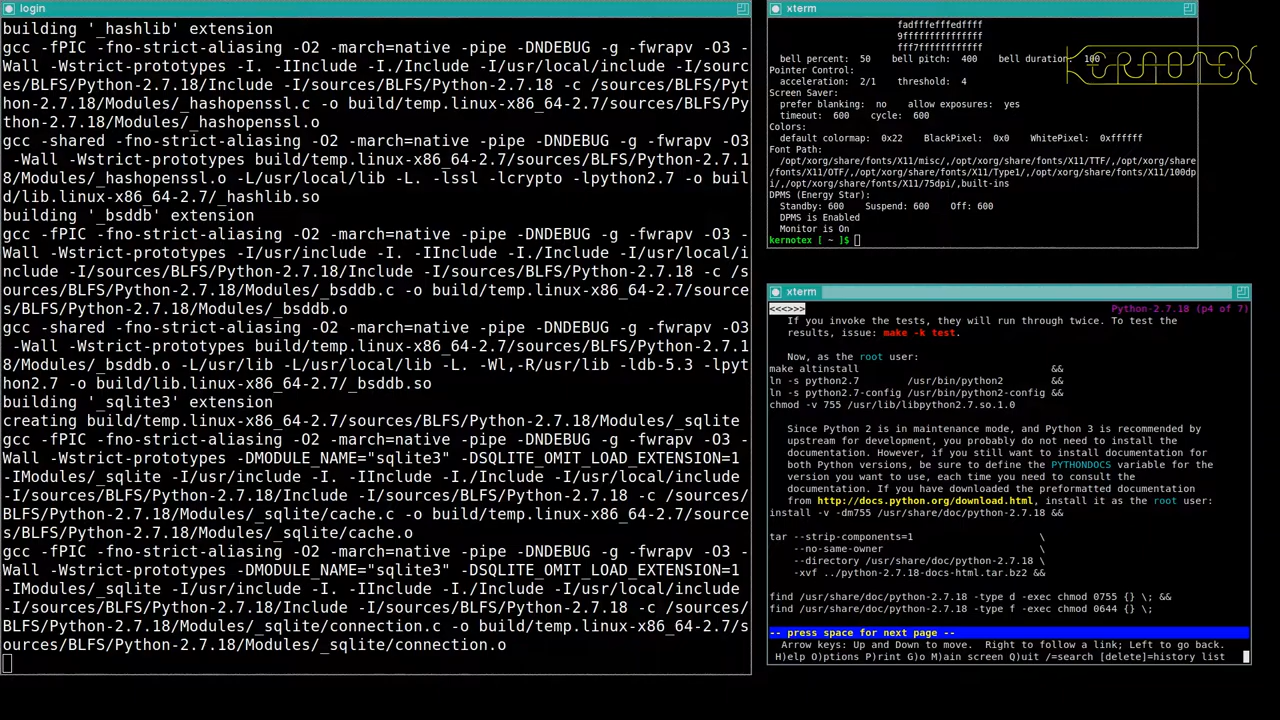 login
building '_hashlib' extension
gcc -fPIC -fno-strict-aliasing -O2 -march=native -pipe -DNDEBUG -g -fwrapv -O3 -
Wall -Wstrict-prototypes -I. -IInclude -I./Include -I/usr/local/include -I/sourc
es/BLFS/Python-2.7.18/Include -I/sources/BLFS/Python-2.7.18 -c /sources/BLFS/Pyt
hon-2.7.18/Modules/_hashopenssl.c -o build/temp.linux-x86_64-2.7/sources/BLFS/Py
thon-2.7.18/Modules/_hashopenssl.o
gcc -shared -fno-strict-aliasing -O2 -march=native -pipe -DNDEBUG -g -fwrapv -O3
 -Wall -Wstrict-prototypes build/temp.linux-x86_64-2.7/sources/BLFS/Python-2.7.1
8/Modules/_hashopenssl.o -L/usr/local/lib -L. -lssl -lcrypto -lpython2.7 -o buil
d/lib.linux-x86_64-2.7/_hashlib.so
building '_bsddb' extension
gcc -fPIC -fno-strict-aliasing -O2 -march=native -pipe -DNDEBUG -g -fwrapv -O3 -
Wall -Wstrict-prototypes -I/usr/include -I. -IInclude -I./Include -I/usr/local/i
nclude -I/sources/BLFS/Python-2.7.18/Include -I/sources/BLFS/Python-2.7.18 -c /s
ources/BLFS/Python-2.7.18/Modules/_bsddb.c -o build/temp.linux-x86_64-2.7/source
s/BLFS/Python-2.7.18/Modules/_bsddb.o
gcc -shared -fno-strict-aliasing -O2 -march=native -pipe -DNDEBUG -g -fwrapv -O3
 -Wall -Wstrict-prototypes build/temp.linux-x86_64-2.7/sources/BLFS/Python-2.7.1
8/Modules/_bsddb.o -L/usr/lib -L/usr/local/lib -L. -Wl,-R/usr/lib -ldb-5.3 -lpyt
hon2.7 -o build/lib.linux-x86_64-2.7/_bsddb.so
building '_sqlite3' extension
creating build/temp.linux-x86_64-2.7/sources/BLFS/Python-2.7.18/Modules/_sqlite
gcc -fPIC -fno-strict-aliasing -O2 -march=native -pipe -DNDEBUG -g -fwrapv -O3 -
Wall -Wstrict-prototypes -DMODULE_NAME="sqlite3" -DSQLITE_OMIT_LOAD_EXTENSION=1
-IModules/_sqlite -I/usr/include -I. -IInclude -I./Include -I/usr/local/include
-I/sources/BLFS/Python-2.7.18/Include -I/sources/BLFS/Python-2.7.18 -c /sources/
BLFS/Python-2.7.18/Modules/_sqlite/cache.c -o build/temp.linux-x86_64-2.7/source
s/BLFS/Python-2.7.18/Modules/_sqlite/cache.o
gcc -fPIC -fno-strict-aliasing -O2 -march=native -pipe -DNDEBUG -g -fwrapv -O3 -
Wall -Wstrict-prototypes -DMODULE_NAME="sqlite3" -DSQLITE_OMIT_LOAD_EXTENSION=1
-IModules/_sqlite -I/usr/include -I. -IInclude -I./Include -I/usr/local/include
-I/sources/BLFS/Python-2.7.18/Include -I/sources/BLFS/Python-2.7.18 -c /sources/
BLFS/Python-2.7.18/Modules/_sqlite/connection.c -o build/temp.linux-x86_64-2.7/s
ources/BLFS/Python-2.7.18/Modules/_sqlite/connection.o
xterm
fadfffefffedffff
9fffffffffffffff
fff7ffffffffffff
bell percent: 50 bell pitch: 400 bell duration: 100
Pointer Control:
acceleration: 2/1 threshold: 4
Screen Saver:
prefer blanking: no allow exposures: yes
timeout: 600 cycle: 600
Colors:
default colormap: 0x22 BlackPixel: 0x0 WhitePixel: 0xffffff
Font Path:
/opt/xorg/share/fonts/X11/misc/,/opt/xorg/share/fonts/X11/TTF/,/opt/xorg/share
/fonts/X11/OTF/,/opt/xorg/share/fonts/X11/Type1/,/opt/xorg/share/fonts/X11/100dp
i/,/opt/xorg/share/fonts/X11/75dpi/,built-ins
DPMS (Energy Star):
Standby: 600 Suspend: 600 Off: 600
DPMS is Enabled
Monitor is On
kernotex [ ~ ]$
KERNOTEX
xterm
<<<>>> Python-2.7.18 (p4 of 7)
If you invoke the tests, they will run through twice. To test the
results, issue: make -k test.
Now, as the root user:
make altinstall &&
ln -s python2.7 /usr/bin/python2 &&
ln -s python2.7-config /usr/bin/python2-config &&
chmod -v 755 /usr/lib/libpython2.7.so.1.0
Since Python 2 is in maintenance mode, and Python 3 is recommended by
upstream for development, you probably do not need to install the
documentation. However, if you still want to install documentation for
both Python versions, be sure to define the PYTHONDOCS variable for the
version you want to use, each time you need to consult the
documentation. If you have downloaded the preformatted documentation
from http://docs.python.org/download.html, install it as the root user:
install -v -dm755 /usr/share/doc/python-2.7.18 &&
tar --strip-components=1 \
--no-same-owner \
--directory /usr/share/doc/python-2.7.18 \
-xvf ../python-2.7.18-docs-html.tar.bz2 &&
find /usr/share/doc/python-2.7.18 -type d -exec chmod 0755 {} \; &&
find /usr/share/doc/python-2.7.18 -type f -exec chmod 0644 {} \;
-- press space for next page --
Arrow keys: Up and Down to move. Right to follow a link; Left to go back.
H)elp O)ptions P)rint G)o M)ain screen Q)uit /=search [delete]=history list